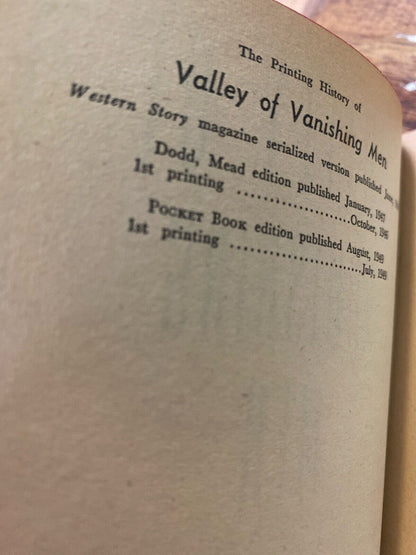 The Printing History of
Valley of Vanishing Men
Western Story magazine serialized version published June,
Dodd, Mead edition published January, 1947
1st printing ......................October, 1946
POCKET BOOK edition published August, 1949
1st printing ........................July, 1949